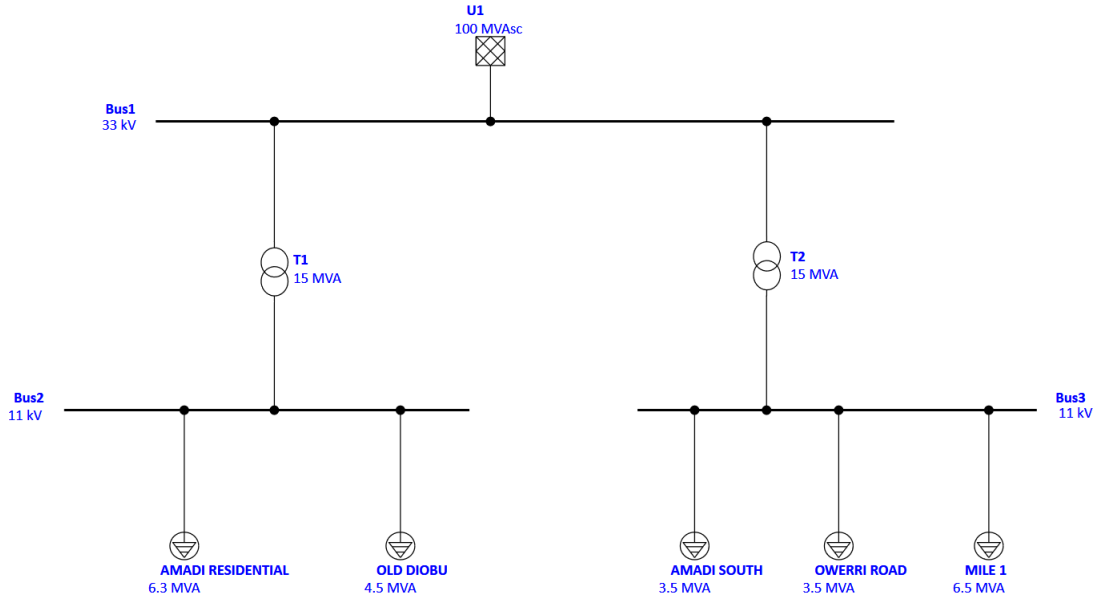 U1
100 MVAsc
Bus1
33 kV
T1
15 MVA
T2
15 MVA
Bus2
11 kV
Bus3
11 kV
AMADI RESIDENTIAL
6.3 MVA
OLD DIOBU
4.5 MVA
AMADI SOUTH
3.5 MVA
OWERRI ROAD
3.5 MVA
MILE 1
6.5 MVA